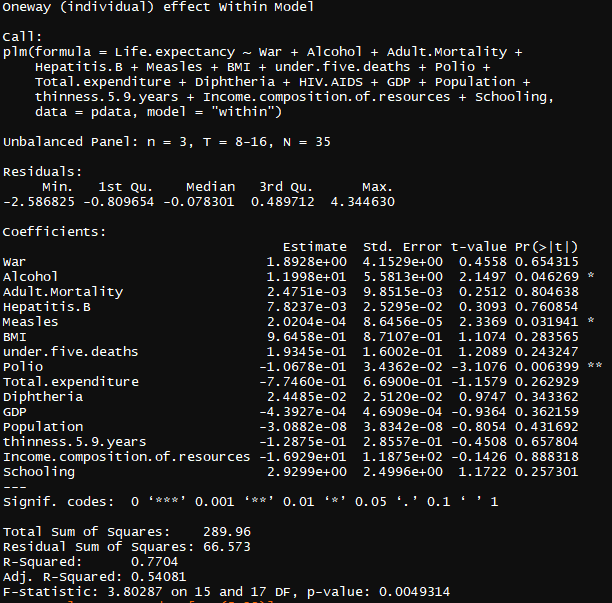 Oneway (individual) effect Within Model
Call:
plm(formula = Life.expectancy ~ War + Alcohol + Adult.Mortality +
    Hepatitis.B + Measles + BMI + under.five.deaths + Polio +
    Total.expenditure + Diphtheria + HIV.AIDS + GDP + Population +
    thinness.5.9.years + Income.composition.of.resources + Schooling,
    data = pdata, model = "within")
Unbalanced Panel: n = 3, T = 8-16, N = 35
Residuals:
     Min.   1st Qu.    Median   3rd Qu.      Max.
-2.586825 -0.809654 -0.078301  0.489712  4.344630
Coefficients:
                                   Estimate  Std. Error t-value Pr(>|t|)
War                              1.8928e+00  4.1529e+00  0.4558 0.654315
Alcohol                          1.1998e+01  5.5813e+00  2.1497 0.046269 *
Adult.Mortality                  2.4751e-03  9.8515e-03  0.2512 0.804638
Hepatitis.B                      7.8237e-03  2.5295e-02  0.3093 0.760854
Measles                          2.0204e-04  8.6456e-05  2.3369 0.031941 *
BMI                              9.6458e-01  8.7107e-01  1.1074 0.283565
under.five.deaths                1.9345e-01  1.6002e-01  1.2089 0.243247
Polio                           -1.0678e-01  3.4362e-02 -3.1076 0.006399 **
Total.expenditure               -7.7460e-01  6.6901e-01 -1.1579 0.262929
Diphtheria                       2.4485e-02  2.5120e-02  0.9747 0.343362
GDP                             -4.3927e-04  4.6909e-04 -0.9364 0.362159
Population                      -3.0882e-08  3.8342e-08 -0.8054 0.431692
thinness.5.9.years              -1.2875e-01  2.8557e-01 -0.4508 0.657804
Income.composition.of.resources -1.6929e+01  1.1875e+02 -0.1426 0.888318
Schooling                        2.9299e+00  2.4996e+00  1.1722 0.257301
---
Signif. codes:  0 ‘***’ 0.001 ‘**’ 0.01 ‘*’ 0.05 ‘.’ 0.1 ‘ ’ 1
Total Sum of Squares:    289.96
Residual Sum of Squares: 66.573
R-Squared:      0.7704
Adj. R-Squared: 0.54081
F-statistic: 3.80287 on 15 and 17 DF, p-value: 0.0049314